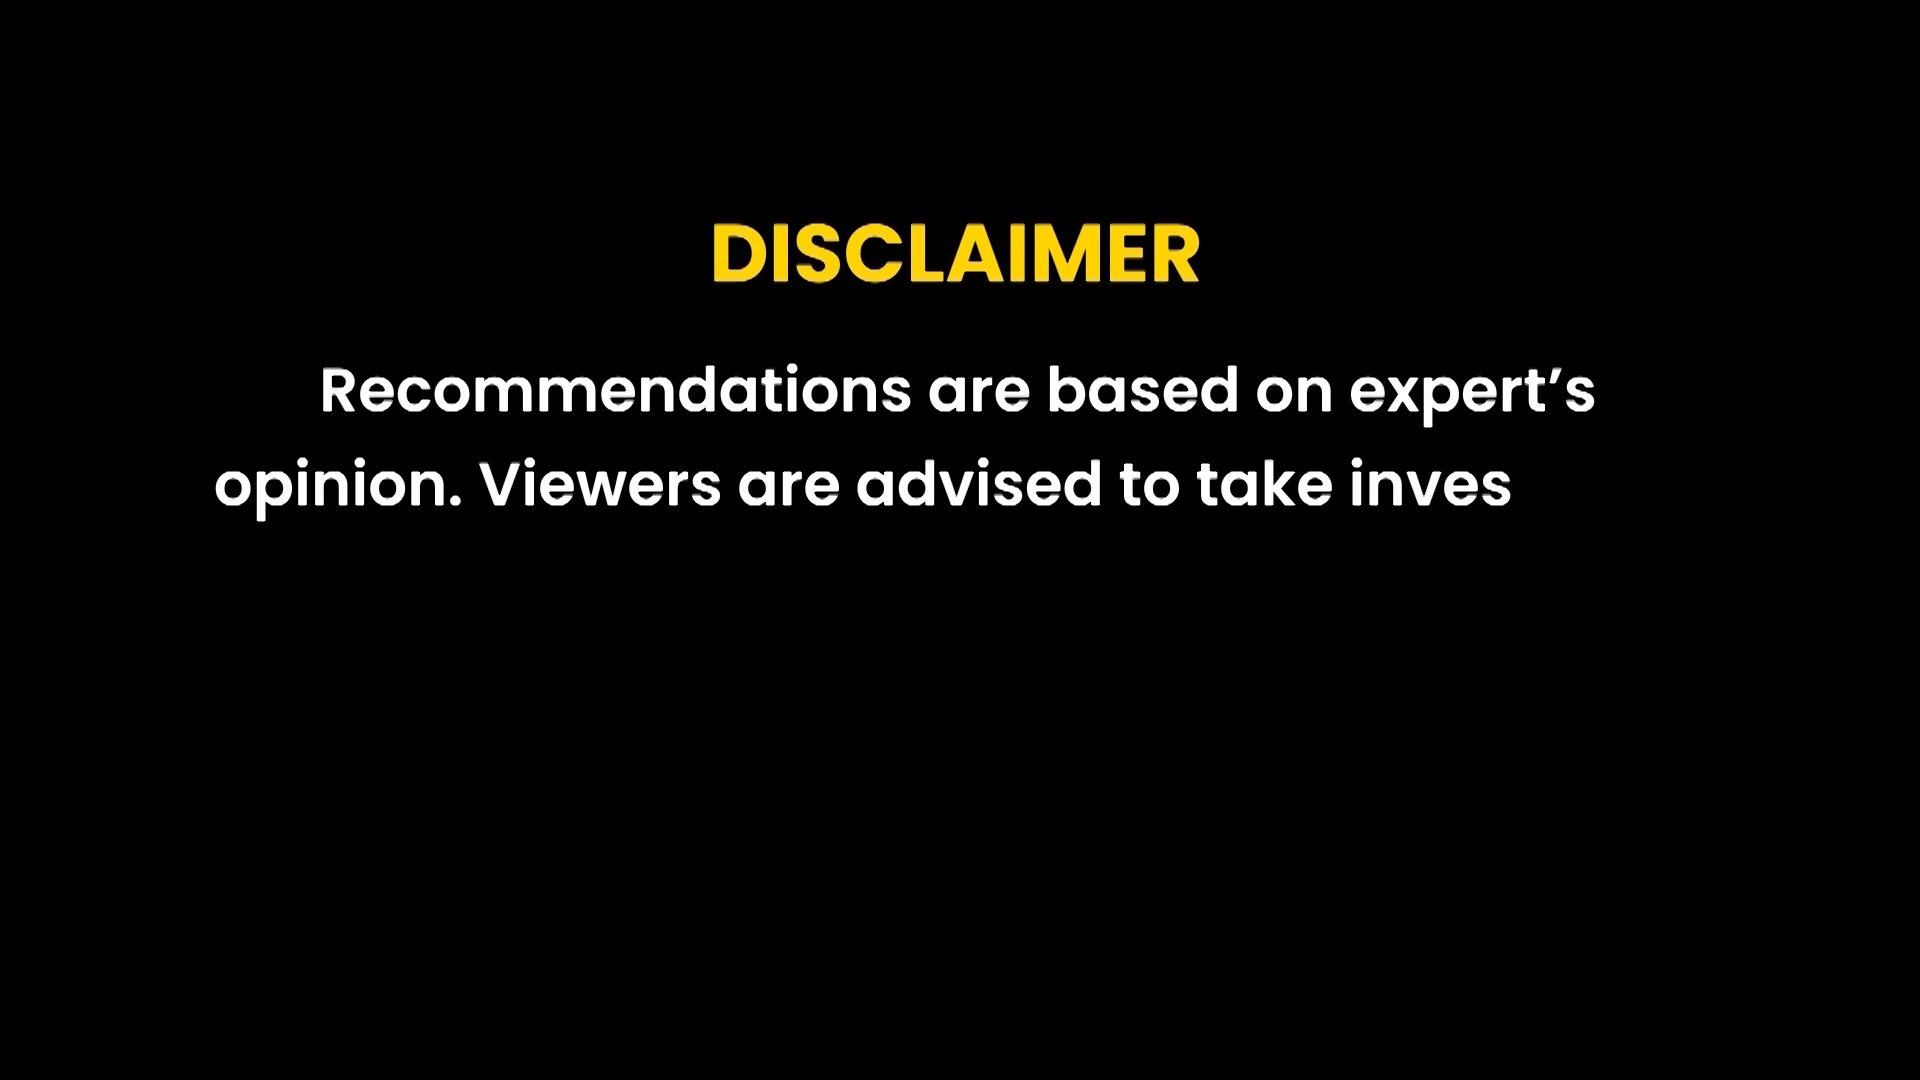 DISCLAIMER
Recommendations are based on expert’s
opinion. Viewers are advised to take inves